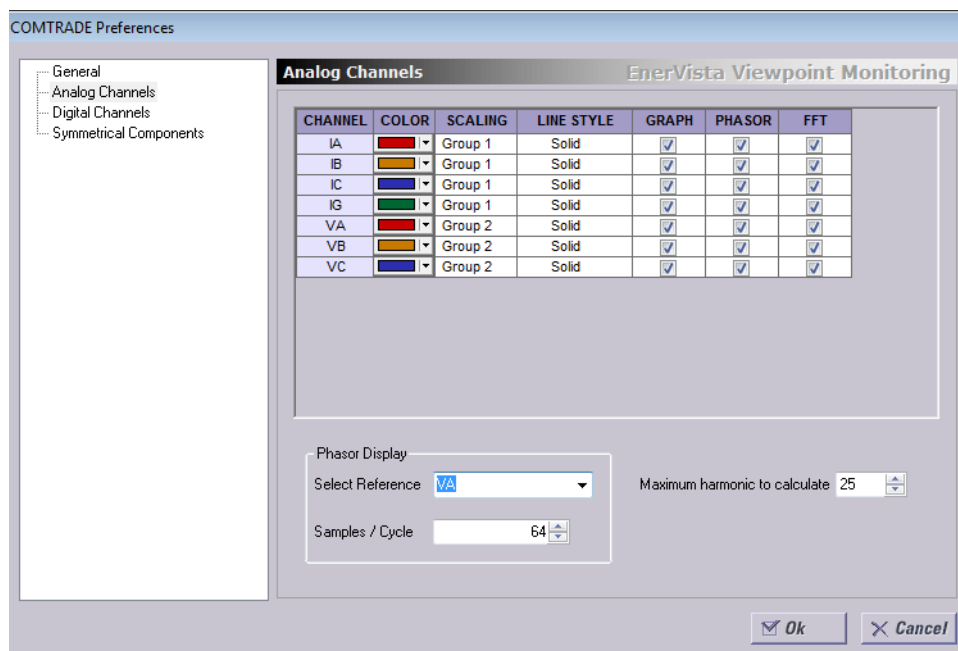 COMTRADE Preferences
General
Analog Channels
Digital Channels
Symmetrical Components
Analog Channels EnerVista Viewpoint Monitoring
CHANNEL COLOR SCALING LINE STYLE GRAPH PHASOR FFT
IA Group 1 Solid
IB Group 1 Solid
IC Group 1 Solid
IG Group 1 Solid
VA Group 2 Solid
VB Group 2 Solid
VC Group 2 Solid
Phasor Display
Select Reference VA
Maximum harmonic to calculate 25
Samples / Cycle 64
Ok Cancel